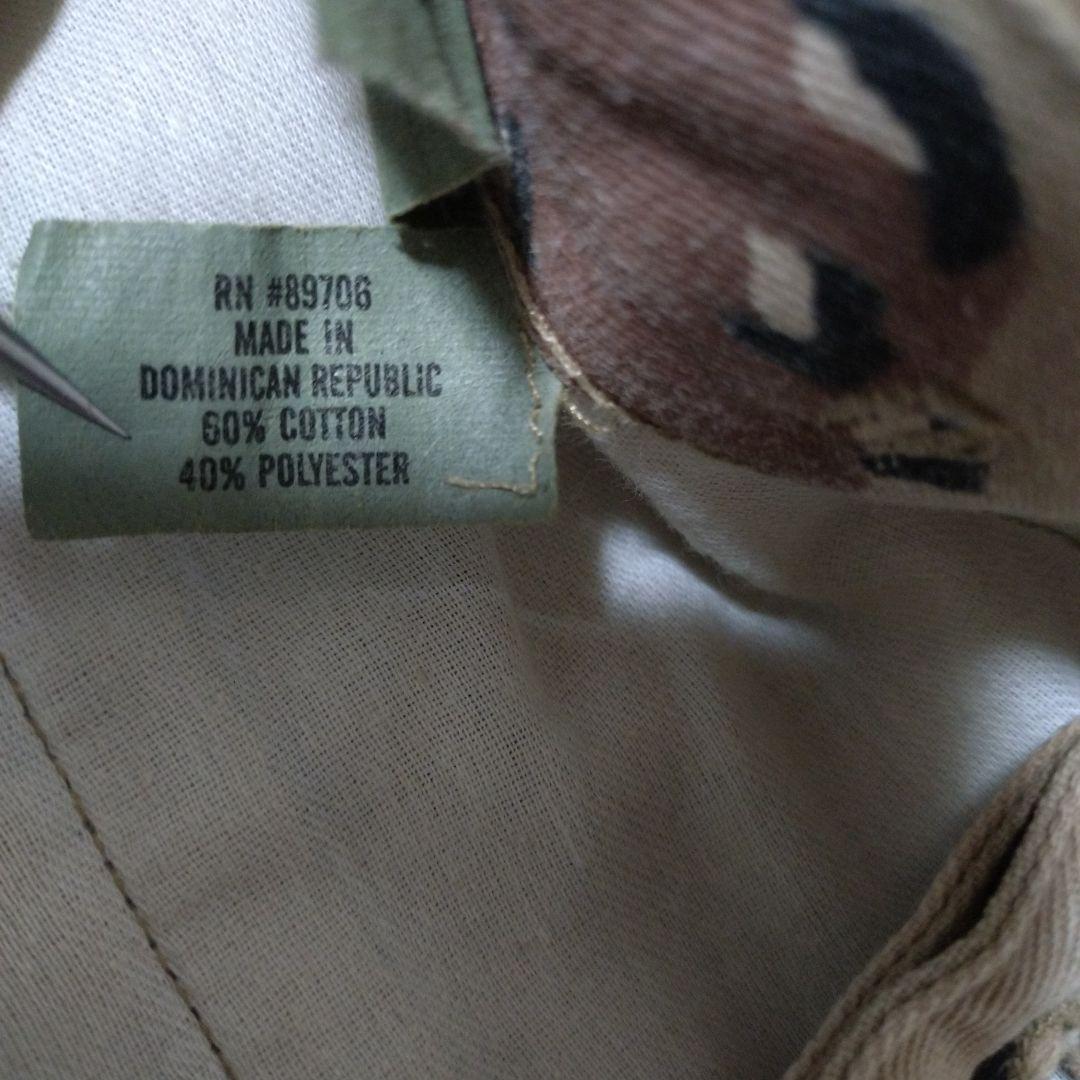 RN #89706
MADE IN
DOMINICAN REPUBLIC
60% COTTON
40% POLYESTER